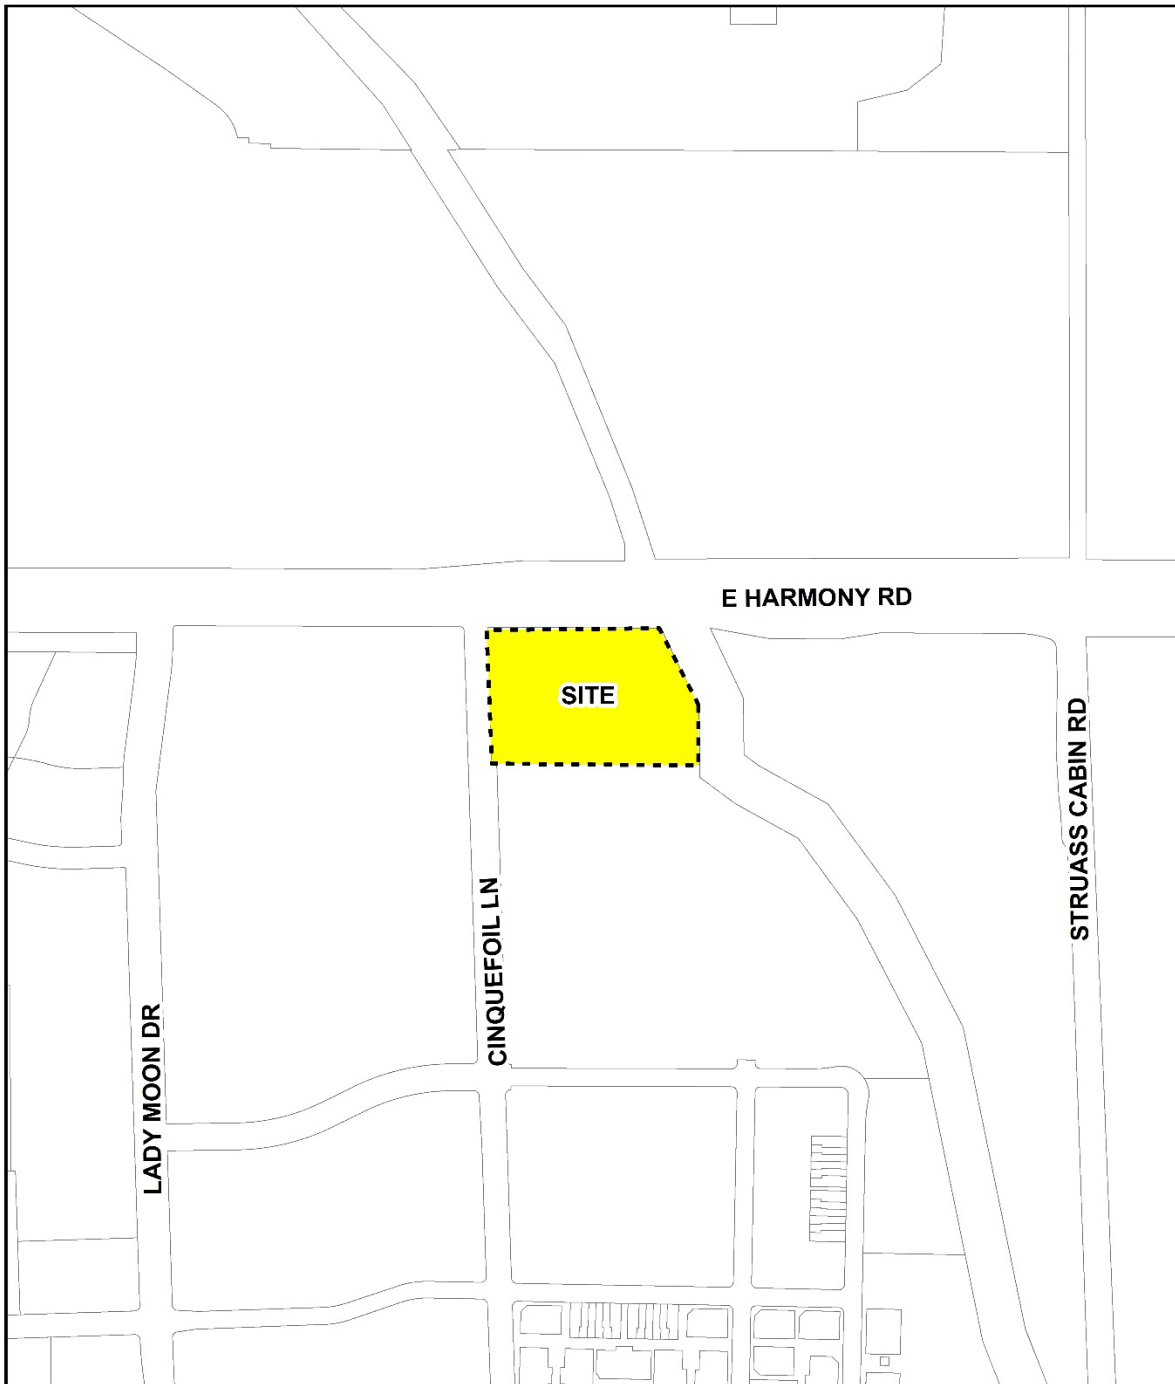 E HARMONY RD
SITE
STRUASS CABIN RD
CINQUEFOIL LN
LADY MOON DR